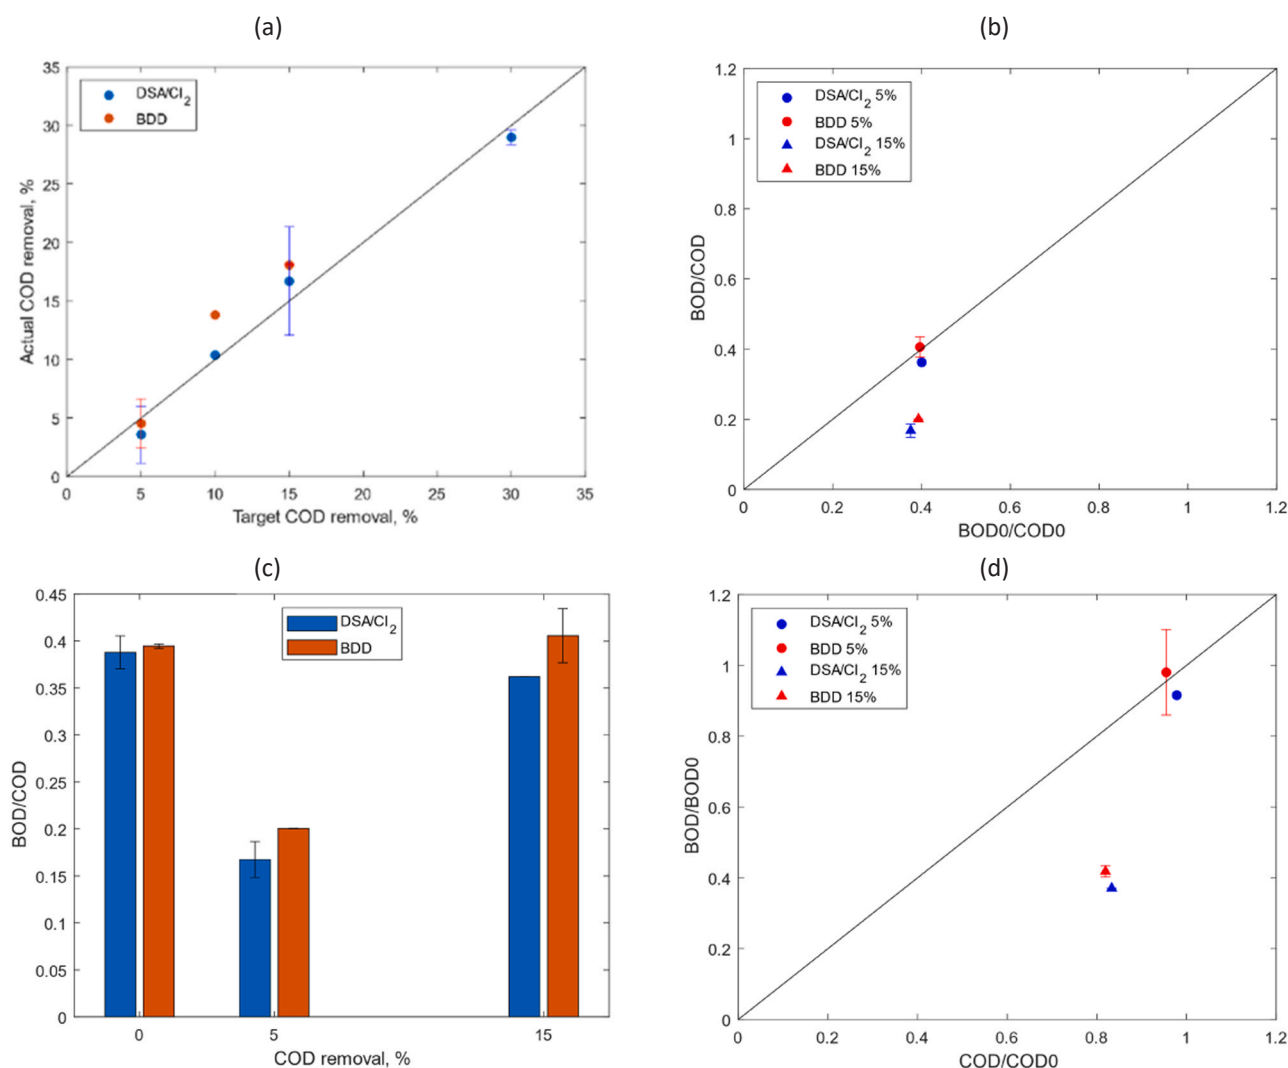 (a)
35
30
25
20
15
10
5
0
0 5 10 15 20 25 30 35
Actual COD removal, %
Target COD removal, %
DSA/Cl2
BDD
(b)
1.2
1
0.8
0.6
0.4
0.2
0
0 0.2 0.4 0.6 0.8 1 1.2
BOD/COD
BOD0/COD0
DSA/Cl2 5%
BDD 5%
DSA/Cl2 15%
BDD 15%
(c)
0.45
0.4
0.35
0.3
0.25
0.2
0.15
0.1
0.05
0
0 5 15
BOD/COD
COD removal, %
DSA/Cl2
BDD
(d)
1.2
1
0.8
0.6
0.4
0.2
0
0 0.2 0.4 0.6 0.8 1 1.2
BOD/BOD0
COD/COD0
DSA/Cl2 5%
BDD 5%
DSA/Cl2 15%
BDD 15%